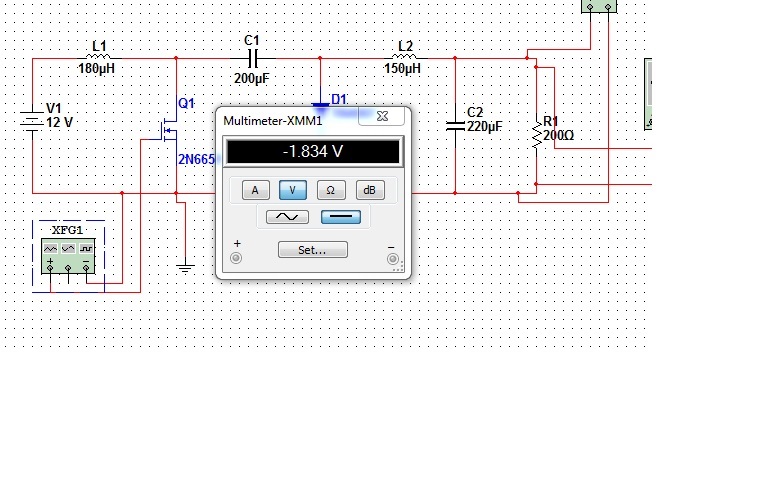 L1
180µH
C1
200µF
L2
150µH
V1
12 V
Q1
2N665
D1
C2
220µF
R1
200Ω
Multimeter-XMM1
-1.834 V
A
V
Ω
dB
Set...
+
−
XFG1
+
−